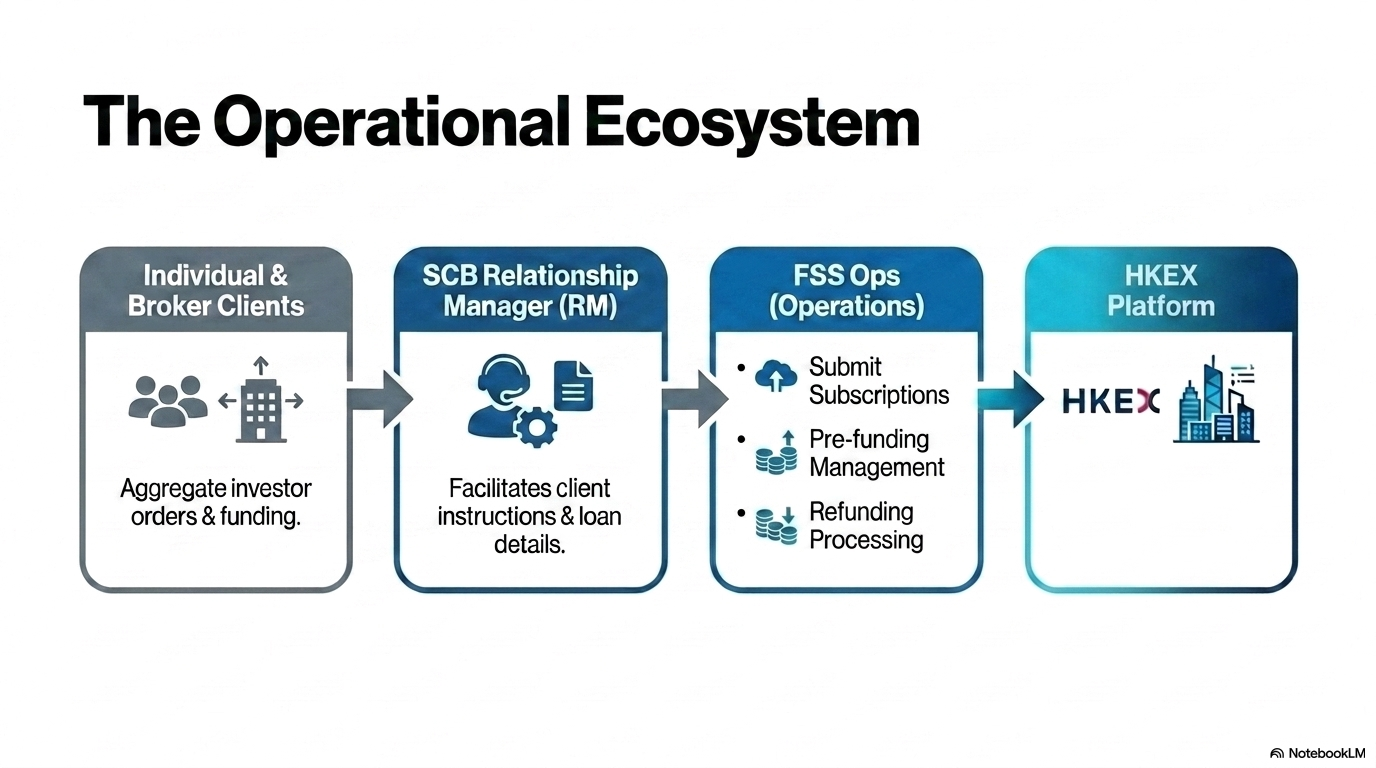 The Operational Ecosystem
Individual &
Broker Clients
Aggregate investor
orders & funding.
SCB Relationship
Manager (RM)
Facilitates client
instructions & loan
details.
FSS Ops
(Operations)
• Submit
Subscriptions
• Pre-funding
Management
• Refunding
Processing
HKEX
Platform
HKEX
NotebookLM